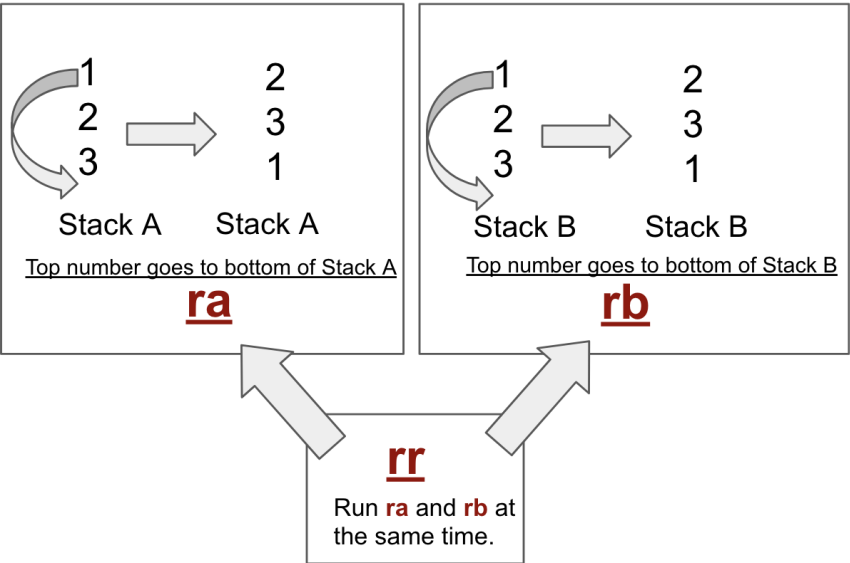 1
2
3
2
3
1
Stack A
Stack A
Top number goes to bottom of Stack A
ra
1
2
3
2
3
1
Stack B
Stack B
Top number goes to bottom of Stack B
rb
rr
Run ra and rb at
the same time.